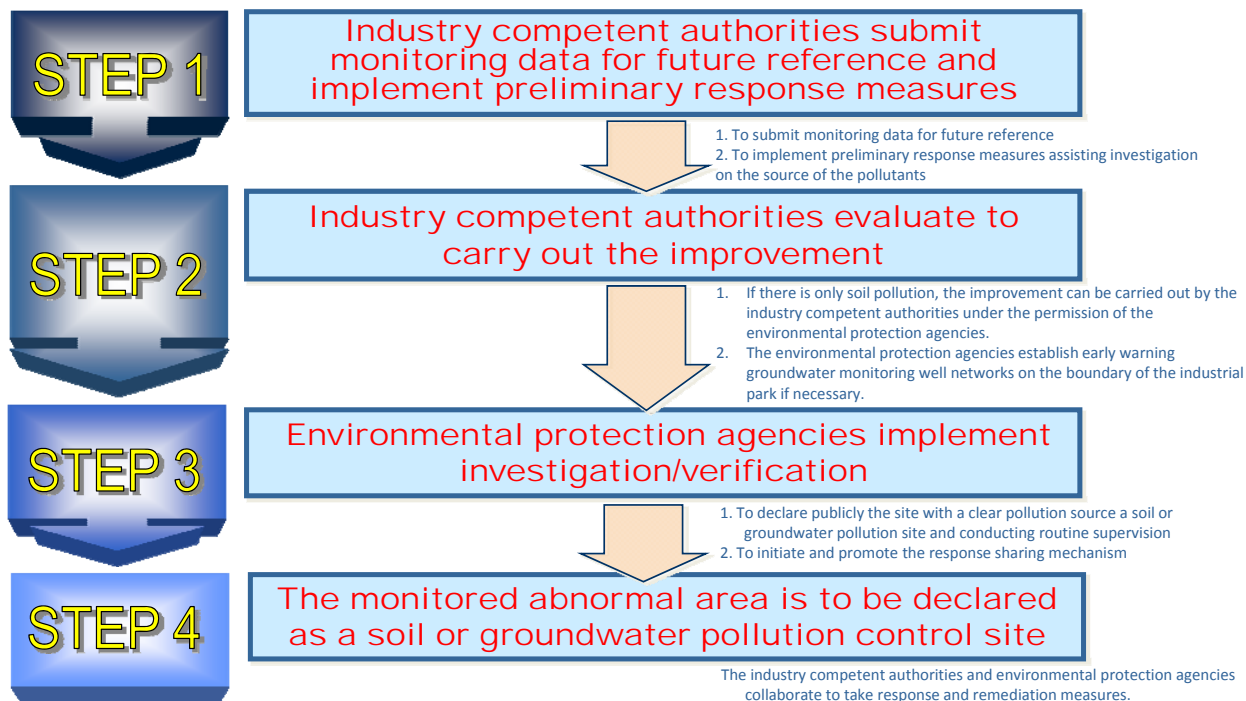 STEP 1
Industry competent authorities submit
monitoring data for future reference and
implement preliminary response measures
1. To submit monitoring data for future reference
2. To implement preliminary response measures assisting investigation
on the source of the pollutants
STEP 2
Industry competent authorities evaluate to
carry out the improvement
1. If there is only soil pollution, the improvement can be carried out by the
industry competent authorities under the permission of the
environmental protection agencies.
2. The environmental protection agencies establish early warning
groundwater monitoring well networks on the boundary of the industrial
park if necessary.
STEP 3
Environmental protection agencies implement
investigation/verification
1. To declare publicly the site with a clear pollution source a soil or
groundwater pollution site and conducting routine supervision
2. To initiate and promote the response sharing mechanism
STEP 4
The monitored abnormal area is to be declared
as a soil or groundwater pollution control site
The industry competent authorities and environmental protection agencies
collaborate to take response and remediation measures.